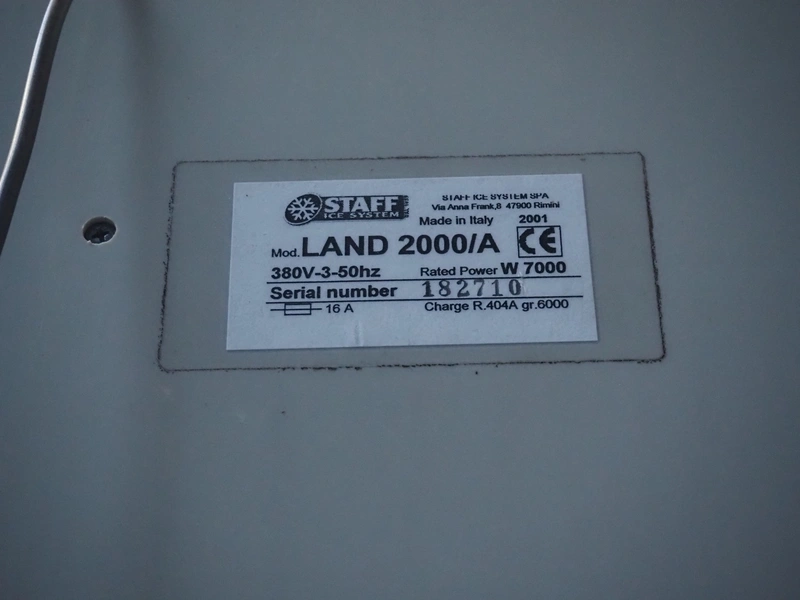 STAFF
ICE SYSTEM
STAFF ICE SYSTEM SPA
Via Anna Frank,8 47900 Rimini
Made in Italy 2001
Mod. LAND 2000/A CE
380V-3-50hz Rated Power W 7000
Serial number 182710
16 A Charge R.404A gr.6000